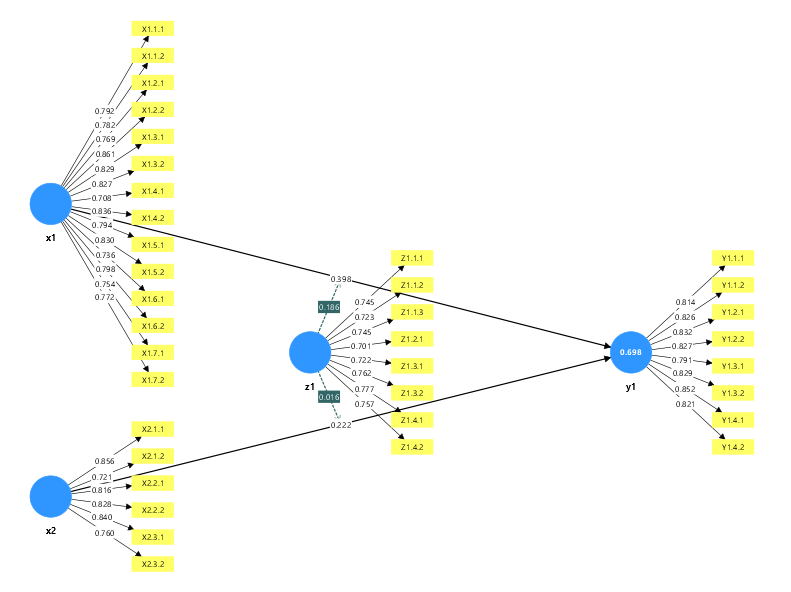 X1.1.1
X1.1.2
X1.2.1
X1.2.2
X1.3.1
X1.3.2
X1.4.1
X1.4.2
X1.5.1
X1.5.2
X1.6.1
X1.6.2
X1.7.1
X1.7.2
0.792
0.782
0.769
0.861
0.829
0.827
0.708
0.836
0.794
0.830
0.736
0.798
0.754
0.772
x1
X2.1.1
X2.1.2
X2.2.1
X2.2.2
X2.3.1
X2.3.2
0.856
0.721
0.816
0.828
0.840
0.760
x2
0.398
0.186
0.016
0.222
z1
0.745
0.723
0.745
0.701
0.722
0.762
0.777
0.757
Z1.1.1
Z1.1.2
Z1.1.3
Z1.2.1
Z1.3.1
Z1.3.2
Z1.4.1
Z1.4.2
0.698
y1
0.814
0.826
0.832
0.827
0.791
0.829
0.852
0.821
Y1.1.1
Y1.1.2
Y1.2.1
Y1.2.2
Y1.3.1
Y1.3.2
Y1.4.1
Y1.4.2